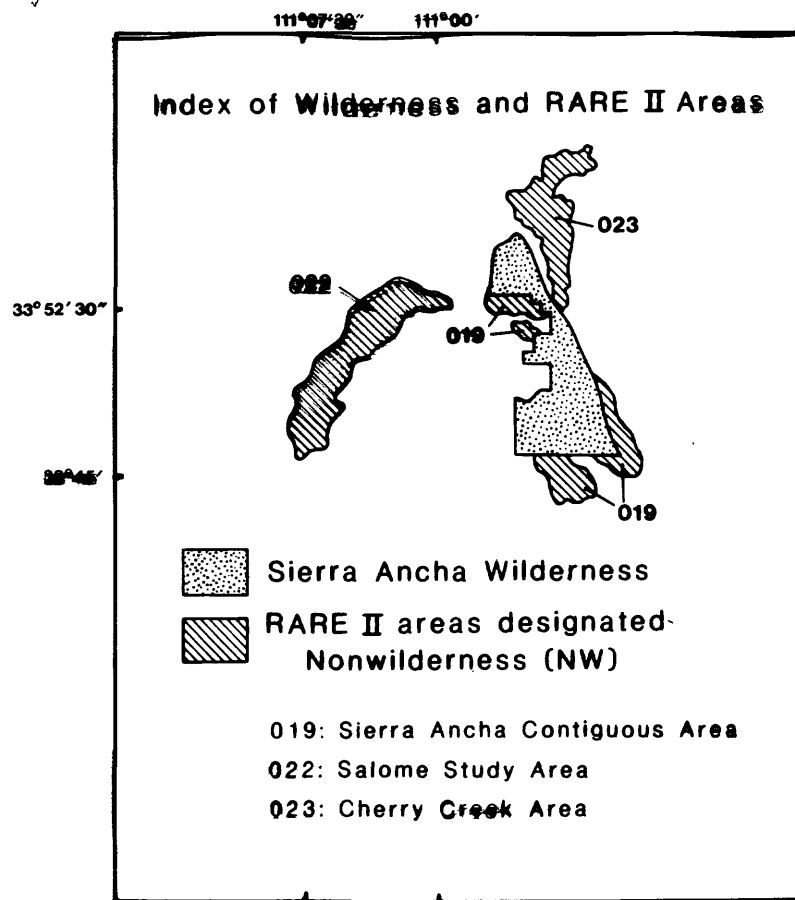 111°07'30" 111°00'
Index of Wilderness and RARE II Areas
023
022
33°52'30"
019
33°45'
019
Sierra Ancha Wilderness
RARE II areas designated
Nonwilderness (NW)
019: Sierra Ancha Contiguous Area
022: Salome Study Area
023: Cherry Creek Area